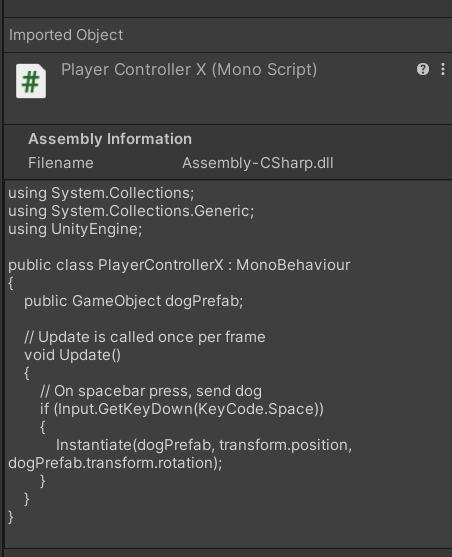 Imported Object
Player Controller X (Mono Script)
Assembly Information
Filename Assembly-CSharp.dll
using System.Collections;
using System.Collections.Generic;
using UnityEngine;
public class PlayerControllerX : MonoBehaviour
{
public GameObject dogPrefab;
// Update is called once per frame
void Update()
{
// On spacebar press, send dog
if (Input.GetKeyDown(KeyCode.Space))
{
Instantiate(dogPrefab, transform.position,
dogPrefab.transform.rotation);
}
}
}